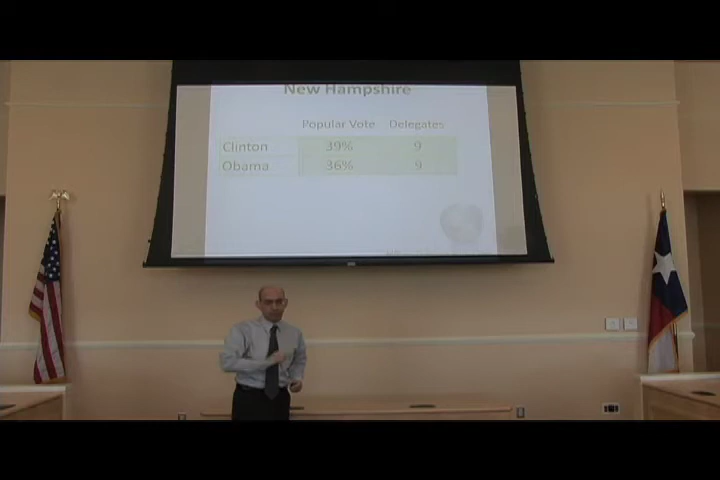 New Hampshire
Popular Vote Delegates
Clinton 39% 9
Obama 36% 9